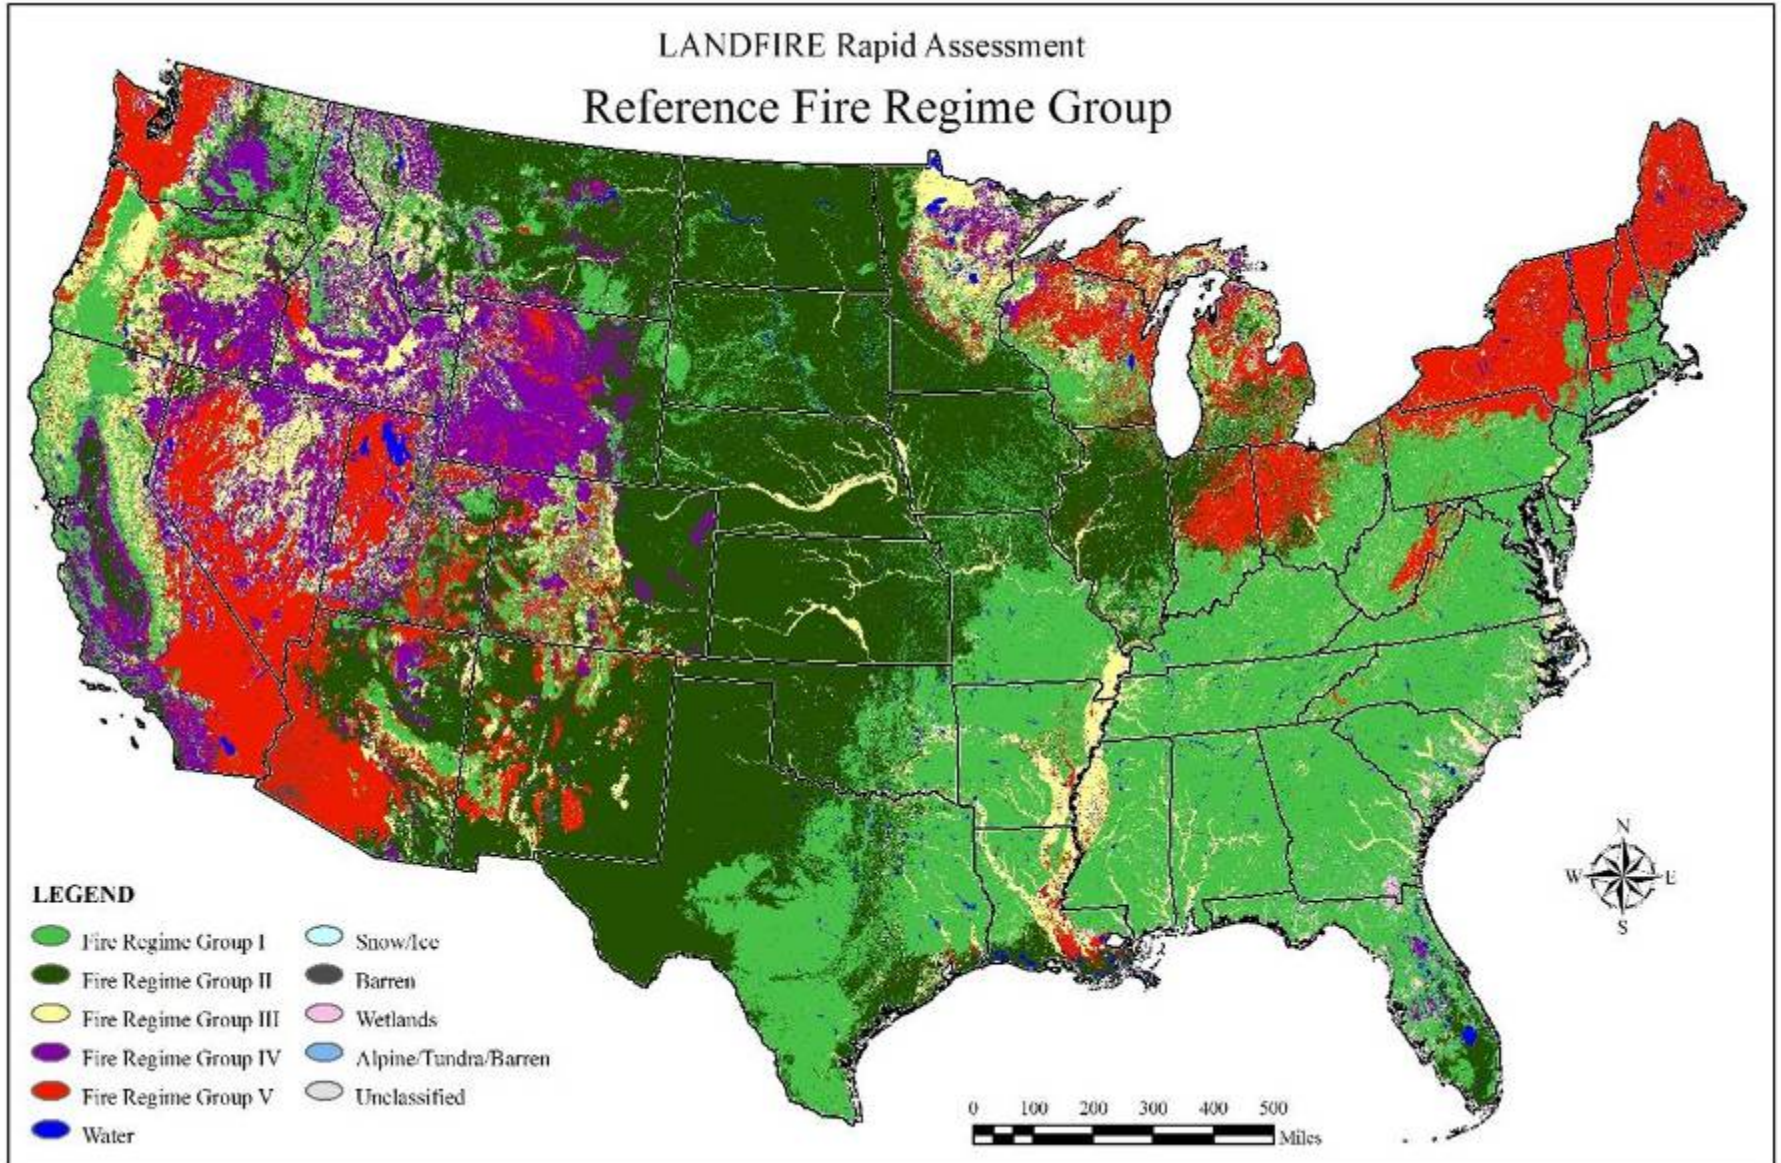 LANDFIRE Rapid Assessment
Reference Fire Regime Group
N
W
E
S
LEGEND
Fire Regime Group I
Fire Regime Group II
Fire Regime Group III
Fire Regime Group IV
Fire Regime Group V
Water
Snow/Ice
Barren
Wetlands
Alpine/Tundra/Barren
Unclassified
0 100 200 300 400 500
Miles